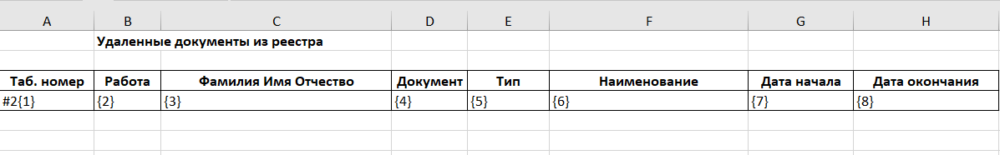 A B C D E F G H
Удаленные документы из реестра
Таб. номер Работа Фамилия Имя Отчество Документ Тип Наименование Дата начала Дата окончания
#2{1} {2} {3} {4} {5} {6} {7} {8}